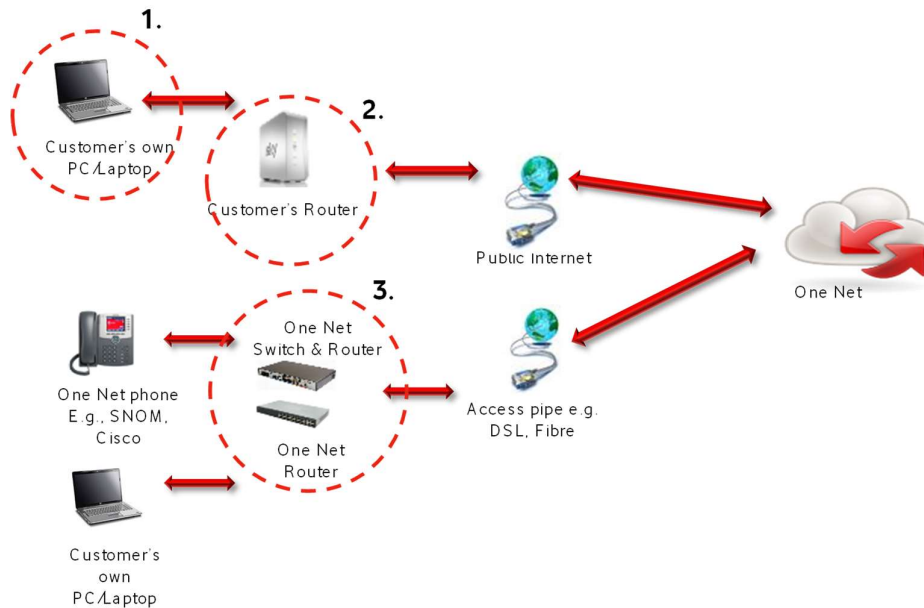 1.
Customer's own
PC/Laptop
2.
Customer's Router
Public Internet
One Net
3.
One Net
Switch & Router
One Net
Router
One Net phone
E.g., SNOM,
Cisco
Access pipe e.g.
DSL, Fibre
Customer's
own
PC/Laptop